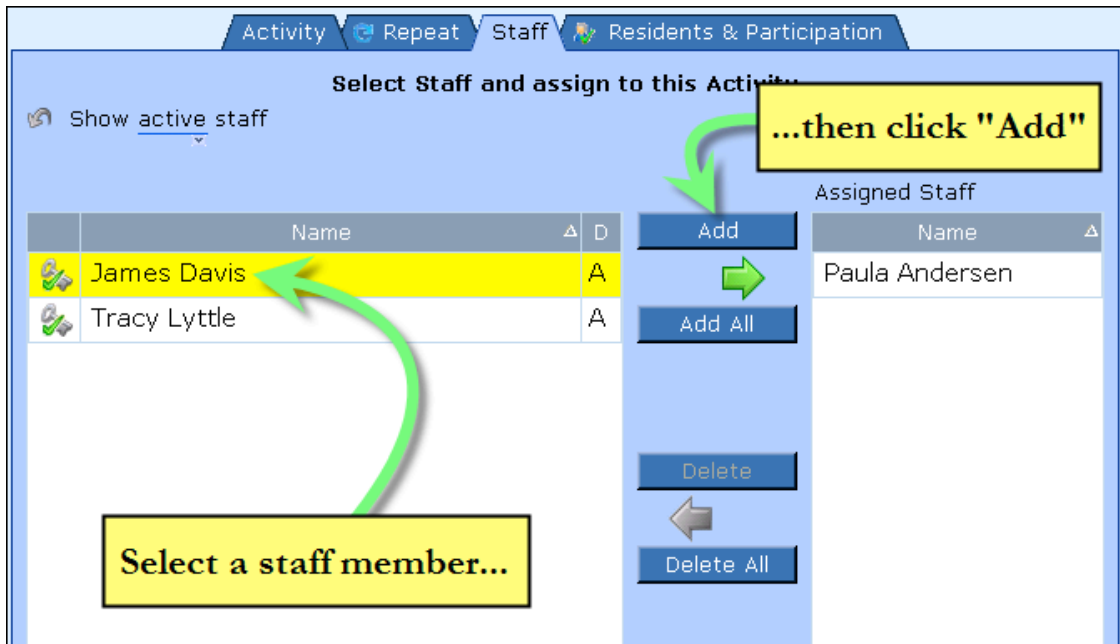 Activity
Repeat
Staff
Residents & Participation
Select Staff and assign to this Activity
Show active staff
...then click "Add"
Assigned Staff
Name
D
Add
Name
James Davis
A
Paula Andersen
Tracy Lyttle
A
Add All
Delete
Select a staff member...
Delete All